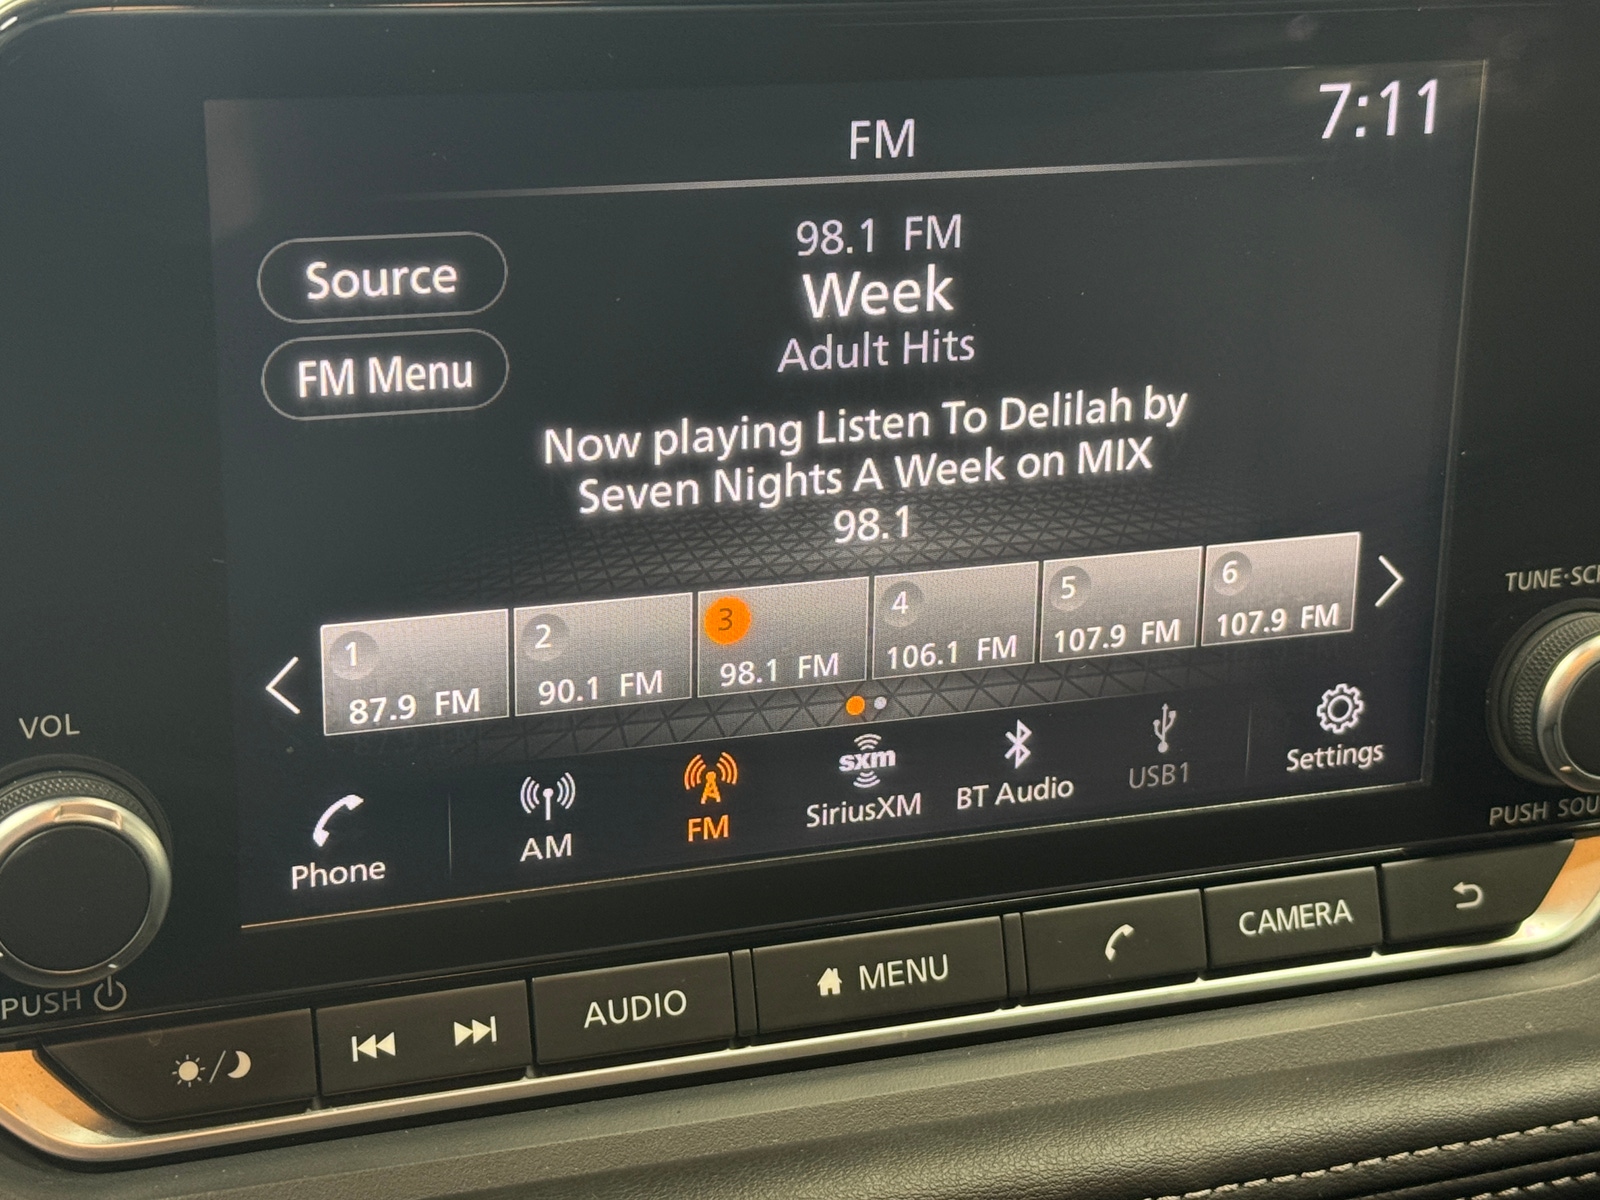 7:11
FM
98.1 FM
Week
Adult Hits
Source
FM Menu
Now playing Listen To Delilah by
Seven Nights A Week on MIX
98.1
1
87.9 FM
2
90.1 FM
3
98.1 FM
4
106.1 FM
5
107.9 FM
6
107.9 FM
Phone
AM
FM
sxm
SiriusXM
BT Audio
USB1
Settings
VOL
PUSH
TUNE·SCR
PUSH SOU
AUDIO
MENU
CAMERA